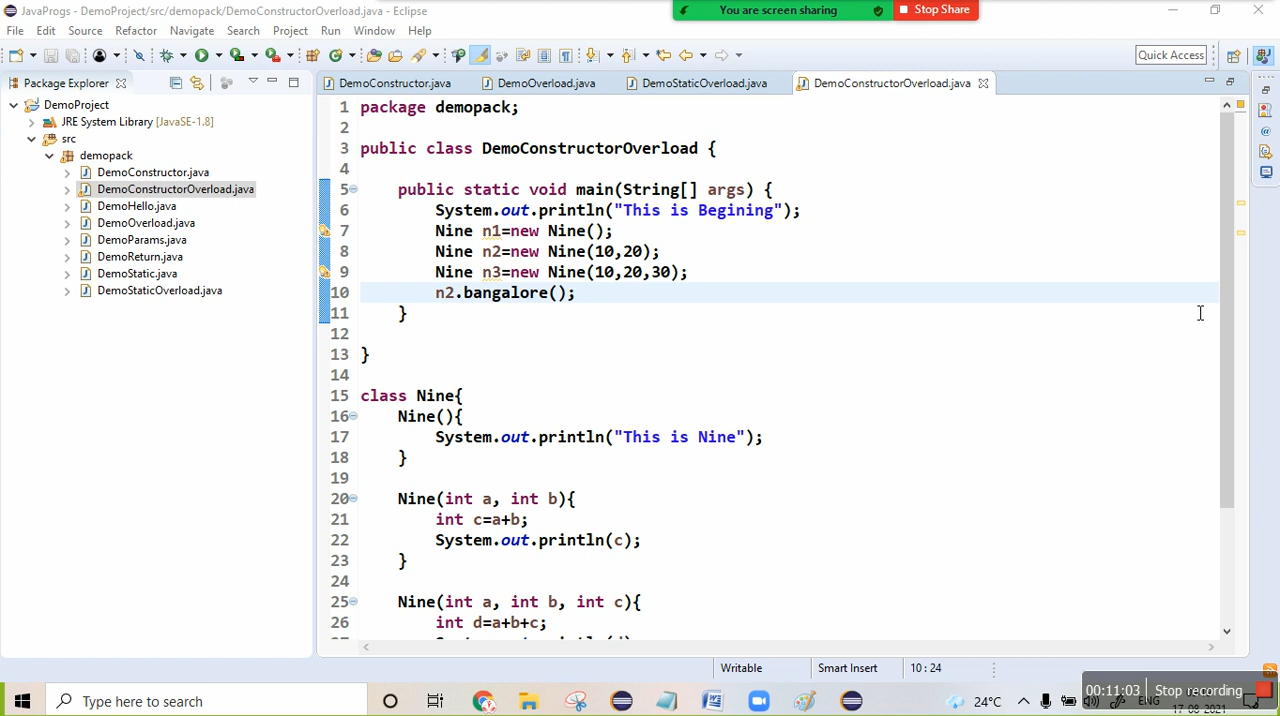 JavaProgs - DemoProject/src/demopack/DemoConstructorOverload.java - Eclipse
You are screen sharing
Stop Share
File Edit Source Refactor Navigate Search Project Run Window Help
Quick Access
Package Explorer
DemoProject
JRE System Library [JavaSE-1.8]
src
demopack
DemoConstructor.java
DemoConstructorOverload.java
DemoHello.java
DemoOverload.java
DemoParams.java
DemoReturn.java
DemoStatic.java
DemoStaticOverload.java
DemoConstructor.java DemoOverload.java DemoStaticOverload.java DemoConstructorOverload.java
1 package demopack;
2
3 public class DemoConstructorOverload {
4
5 public static void main(String[] args) {
6 System.out.println("This is Begining");
7 Nine n1=new Nine();
8 Nine n2=new Nine(10,20);
9 Nine n3=new Nine(10,20,30);
10 n2.bangalore();
11 }
12
13 }
14
15 class Nine{
16 Nine(){
17 System.out.println("This is Nine");
18 }
19
20 Nine(int a, int b){
21 int c=a+b;
22 System.out.println(c);
23 }
24
25 Nine(int a, int b, int c){
26 int d=a+b+c;
Writable Smart Insert 10:24
Type here to search
24°C
ENG
17-08-2021
00:11:03 Stop recording